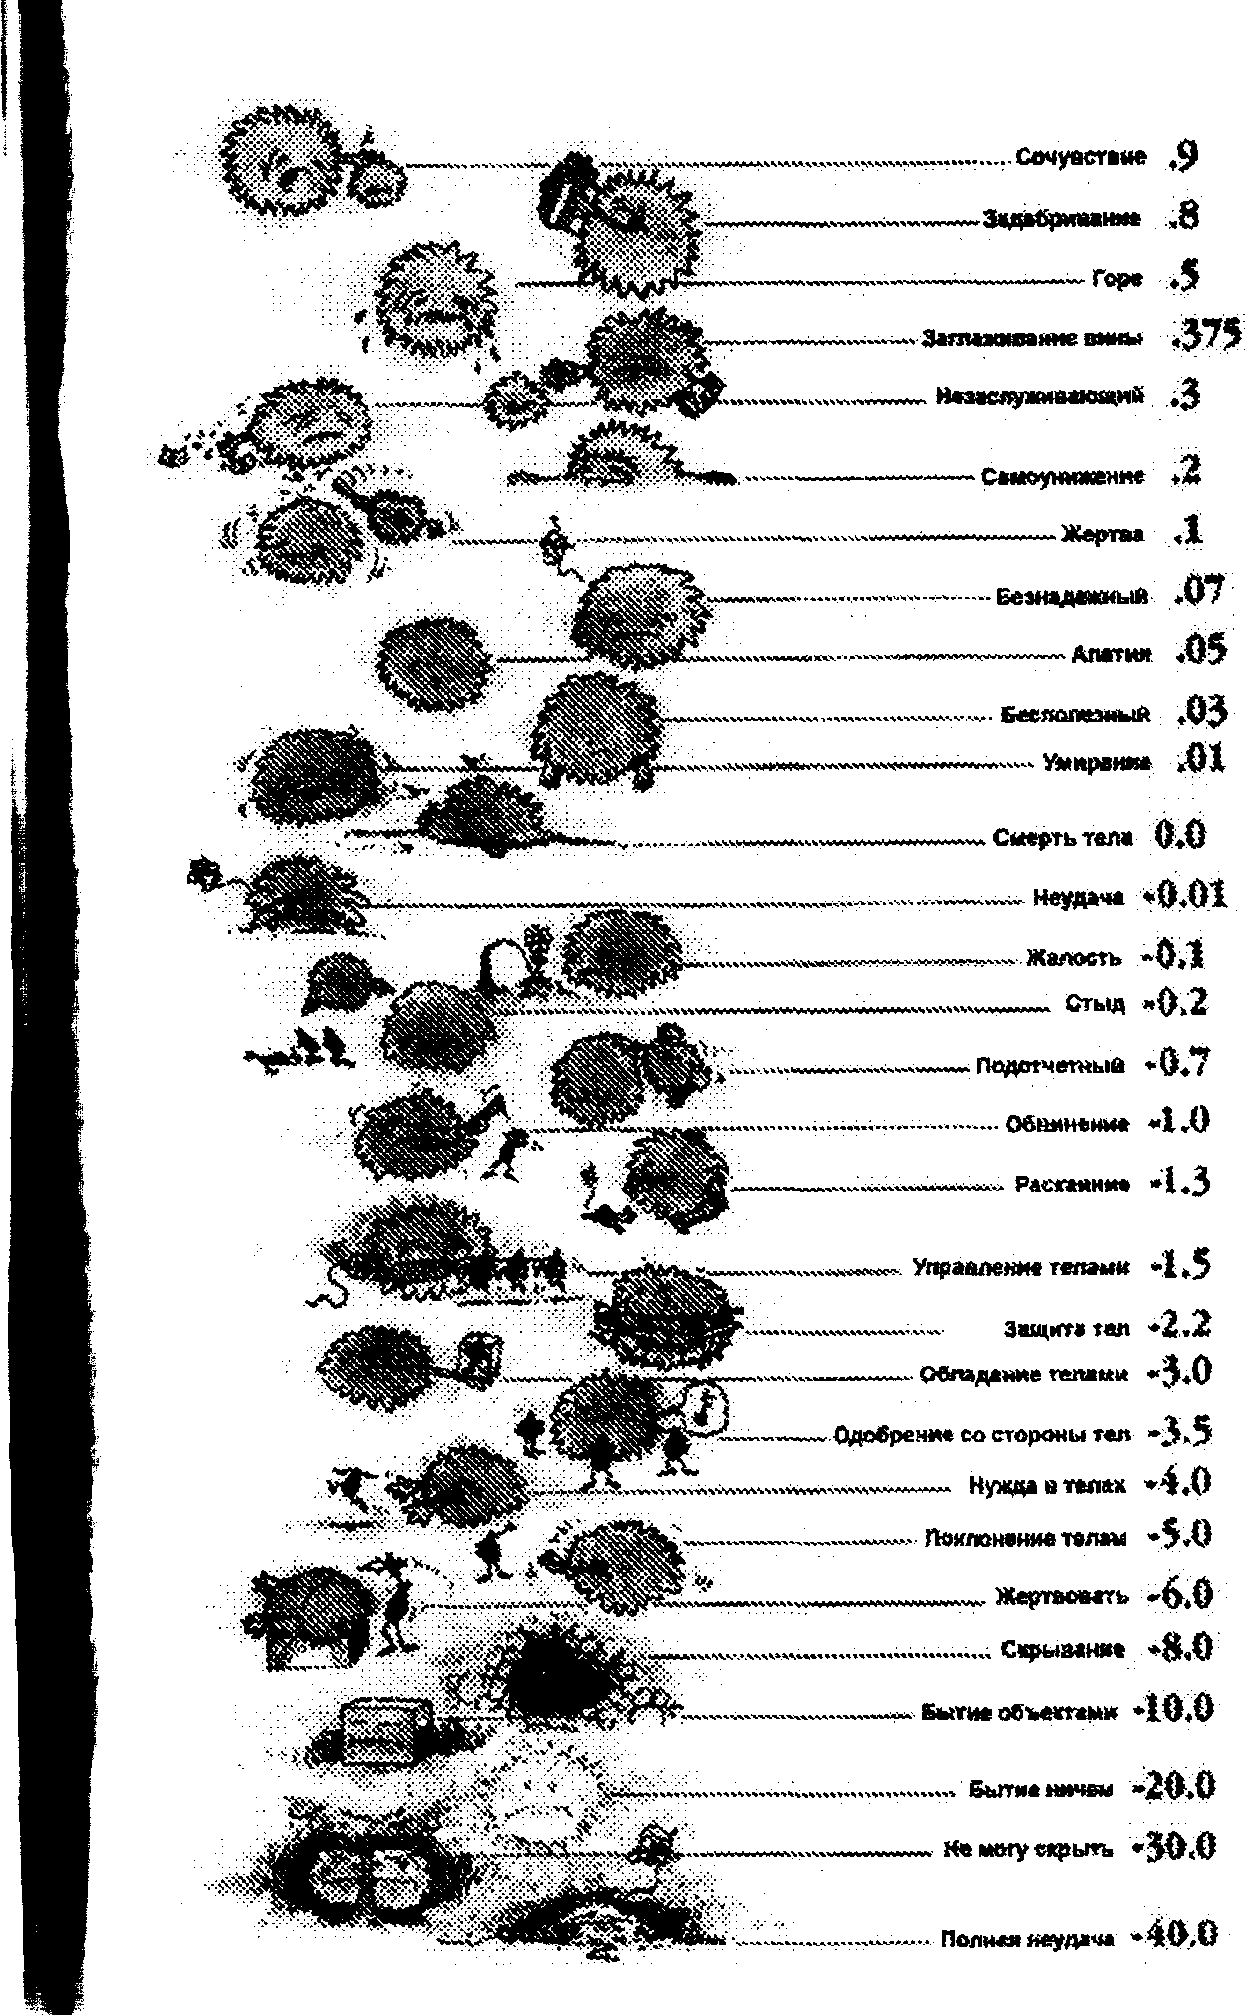 Сочувствие .9
Задабривание .8
Горе .5
Заглаживание вины .375
Незаслуживающий .3
Самоунижение .2
Жертва .1
Безнадежный .07
Апатия .05
Бесполезный .03
Умирание .01
Смерть тела 0.0
Неудача -0.01
Жалость -0.1
Стыд -0.2
Подотчетный -0.7
Обвинение -1.0
Раскаяние -1.3
Управление телами -1.5
Защита тел -2.2
Обладание телами -3.0
Одобрение со стороны тел -3.5
Нужда в телах -4.0
Поклонение телам -5.0
Жертвовать -6.0
Скрывание -8.0
Бытие объектами -10.0
Бытие ничем -20.0
Не могу скрыть -30.0
Полная неудача -40.0